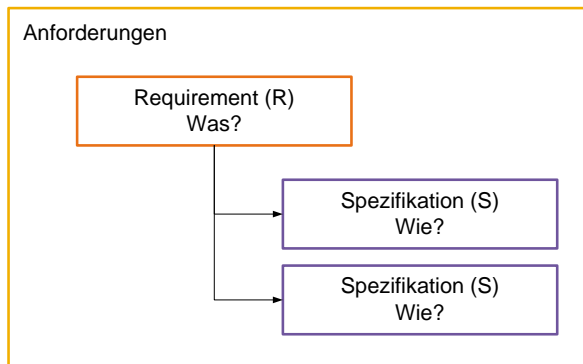 Anforderungen
Requirement (R)
Was?
Spezifikation (S)
Wie?
Spezifikation (S)
Wie?